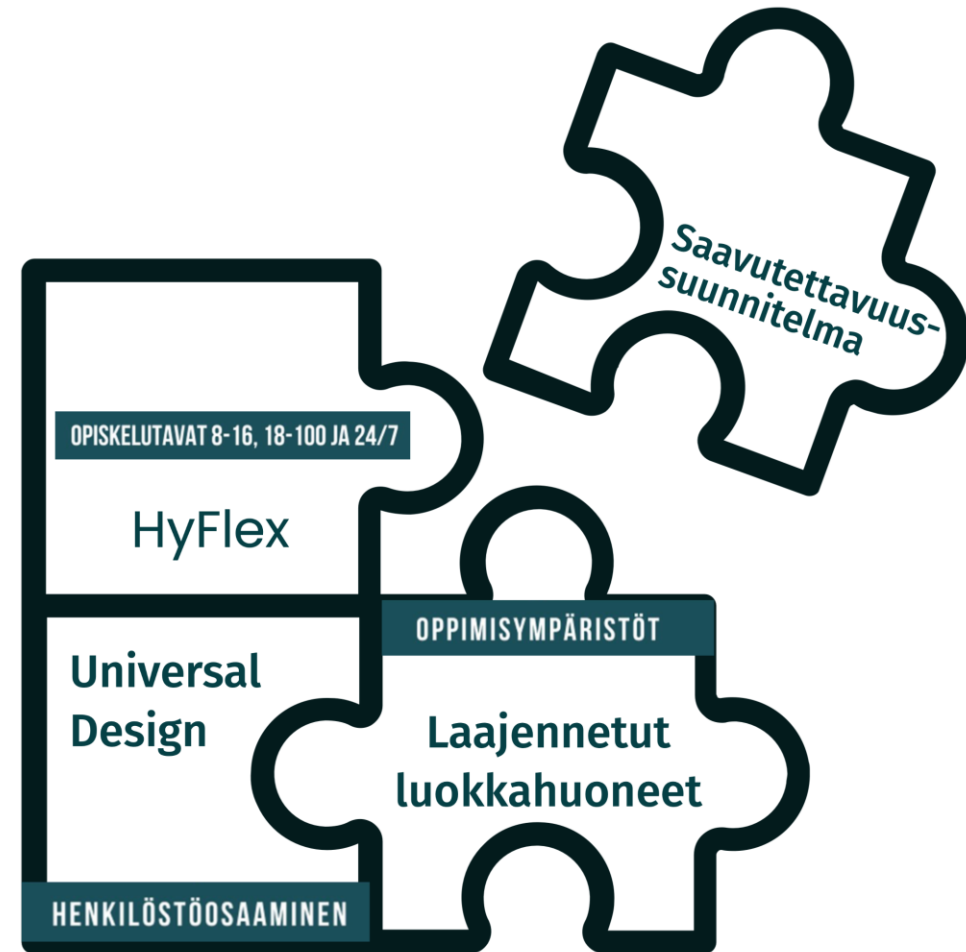 Saavutettavuus-
suunnitelma
OPISKELUTAVAT 8-16, 18-100 JA 24/7
HyFlex
Universal
Design
HENKILÖSTÖOSAAMINEN
OPPIMISYMPÄRISTÖT
Laajennetut
luokkahuoneet